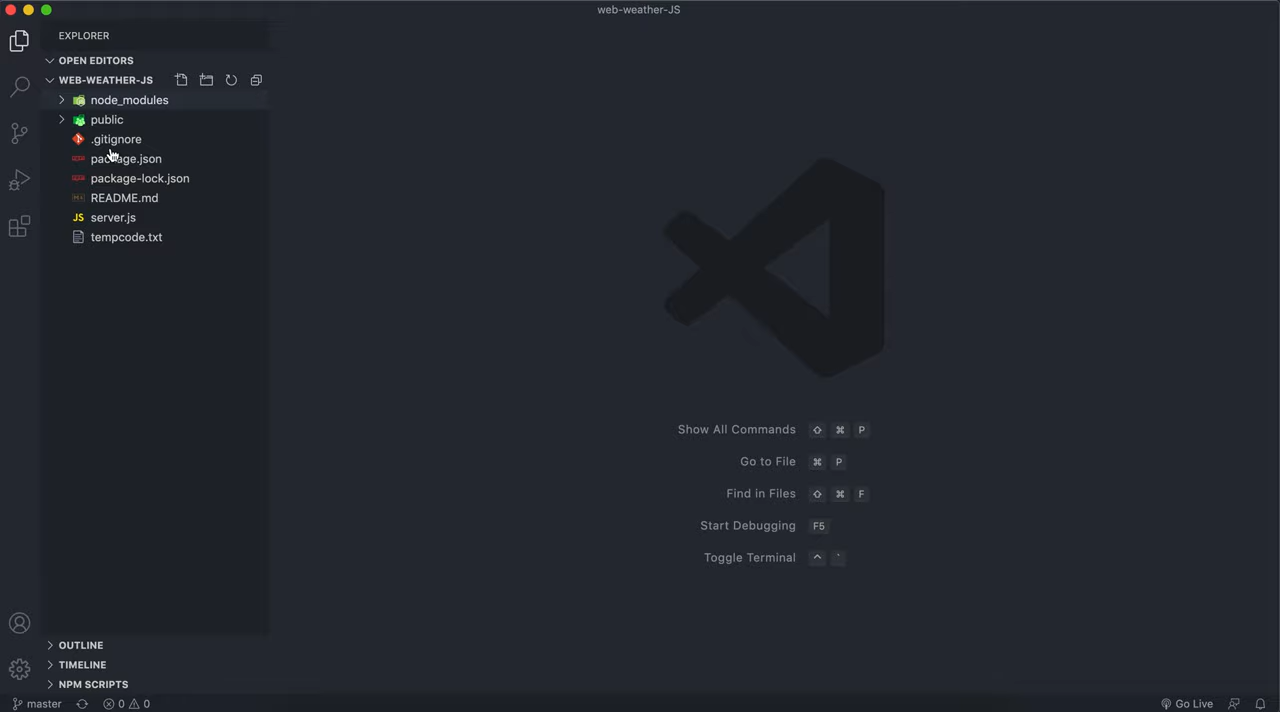 web-weather-JS
EXPLORER
OPEN EDITORS
WEB-WEATHER-JS
node_modules
public
.gitignore
package.json
package-lock.json
README.md
JS server.js
tempcode.txt
Show All Commands ⇧ ⌘ P
Go to File ⌘ P
Find in Files ⇧ ⌘ F
Start Debugging F5
Toggle Terminal ^ `
OUTLINE
TIMELINE
NPM SCRIPTS
master 0 0 Go Live